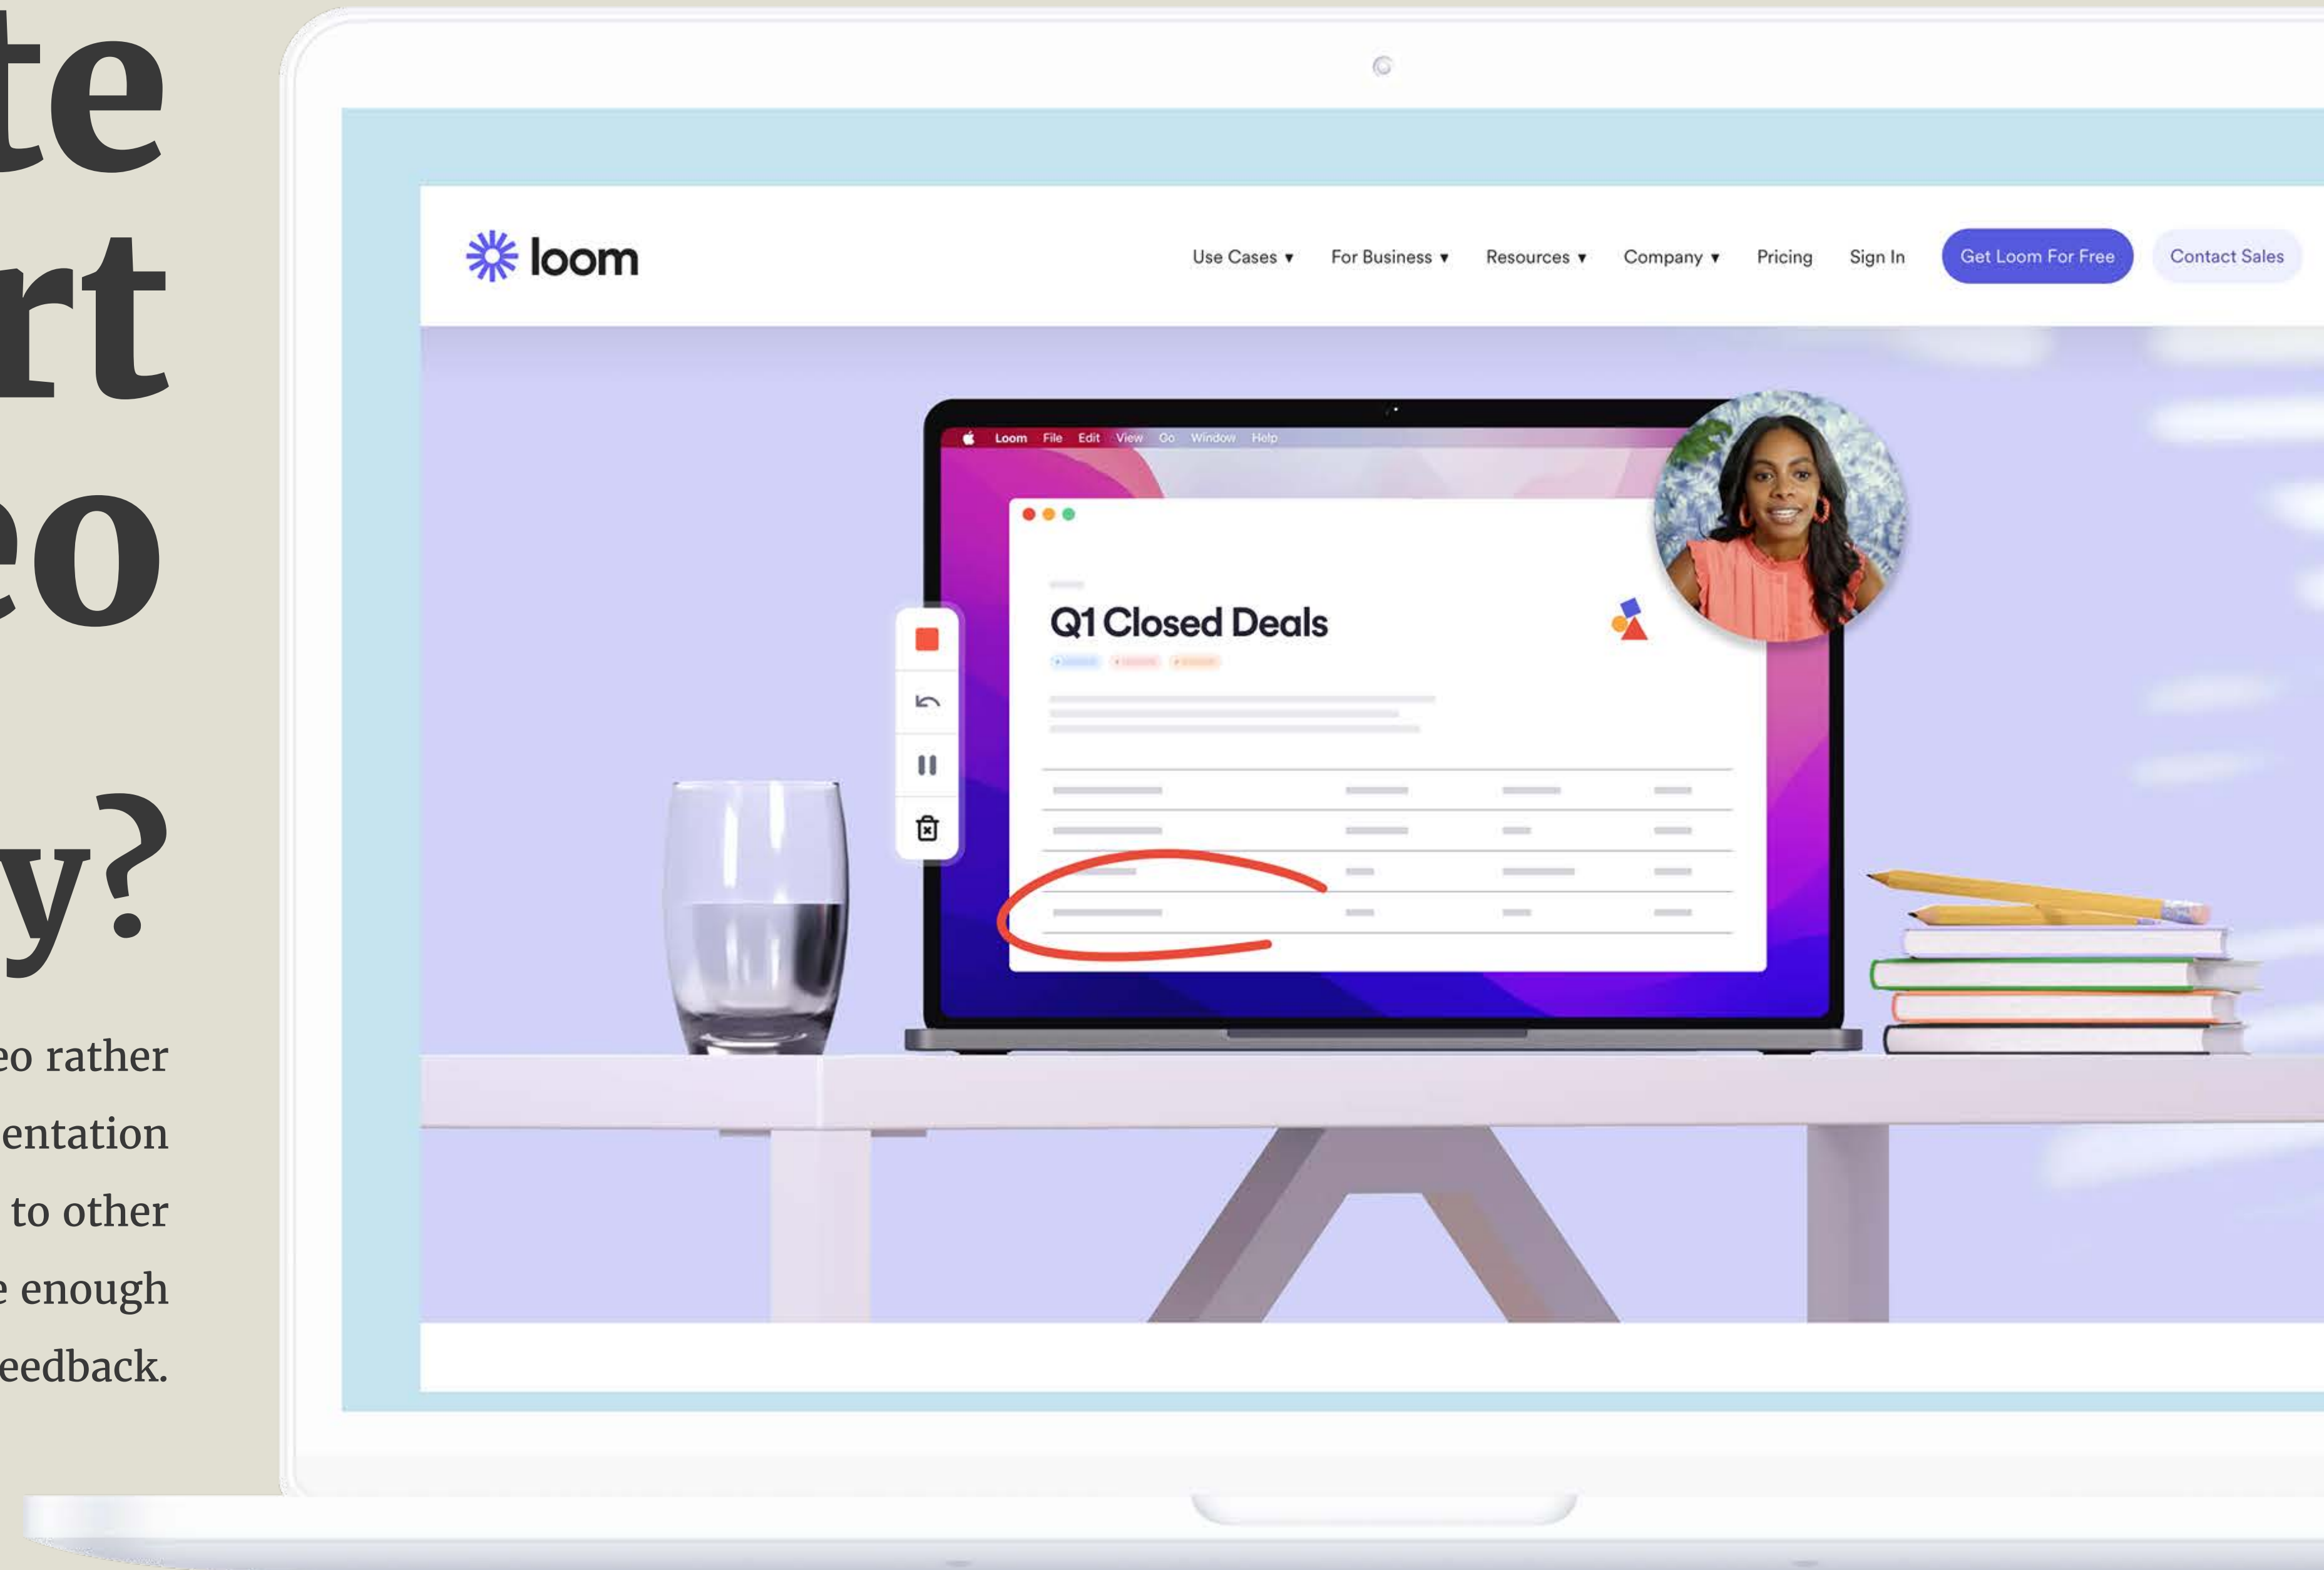 te
rt
eo
y?
eo rather
entation
to other
e enough
eedback.
loom
Use Cases ▾ For Business ▾ Resources ▾ Company ▾ Pricing Sign In Get Loom For Free Contact Sales
Loom File Edit View Go Window Help
Q1 Closed Deals